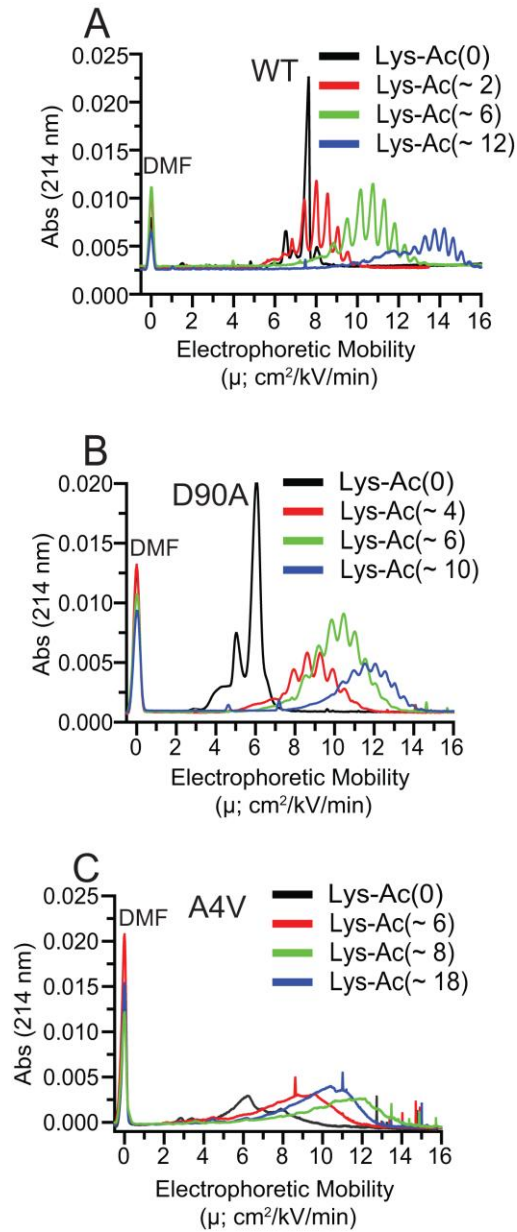 A
WT
Lys-Ac(0)
Lys-Ac(~ 2)
Lys-Ac(~ 6)
Lys-Ac(~ 12)
DMF
Abs (214 nm)
0.025
0.020
0.015
0.010
0.005
0.000
0 2 4 6 8 10 12 14 16
Electrophoretic Mobility
(μ; cm²/kV/min)
B
D90A
Lys-Ac(0)
Lys-Ac(~ 4)
Lys-Ac(~ 6)
Lys-Ac(~ 10)
DMF
Abs (214 nm)
0.020
0.015
0.010
0.005
0.000
0 2 4 6 8 10 12 14 16
Electrophoretic Mobility
(μ; cm²/kV/min)
C
A4V
Lys-Ac(0)
Lys-Ac(~ 6)
Lys-Ac(~ 8)
Lys-Ac(~ 18)
DMF
Abs (214 nm)
0.025
0.020
0.015
0.010
0.005
0.000
0 2 4 6 8 10 12 14 16
Electrophoretic Mobility
(μ; cm²/kV/min)